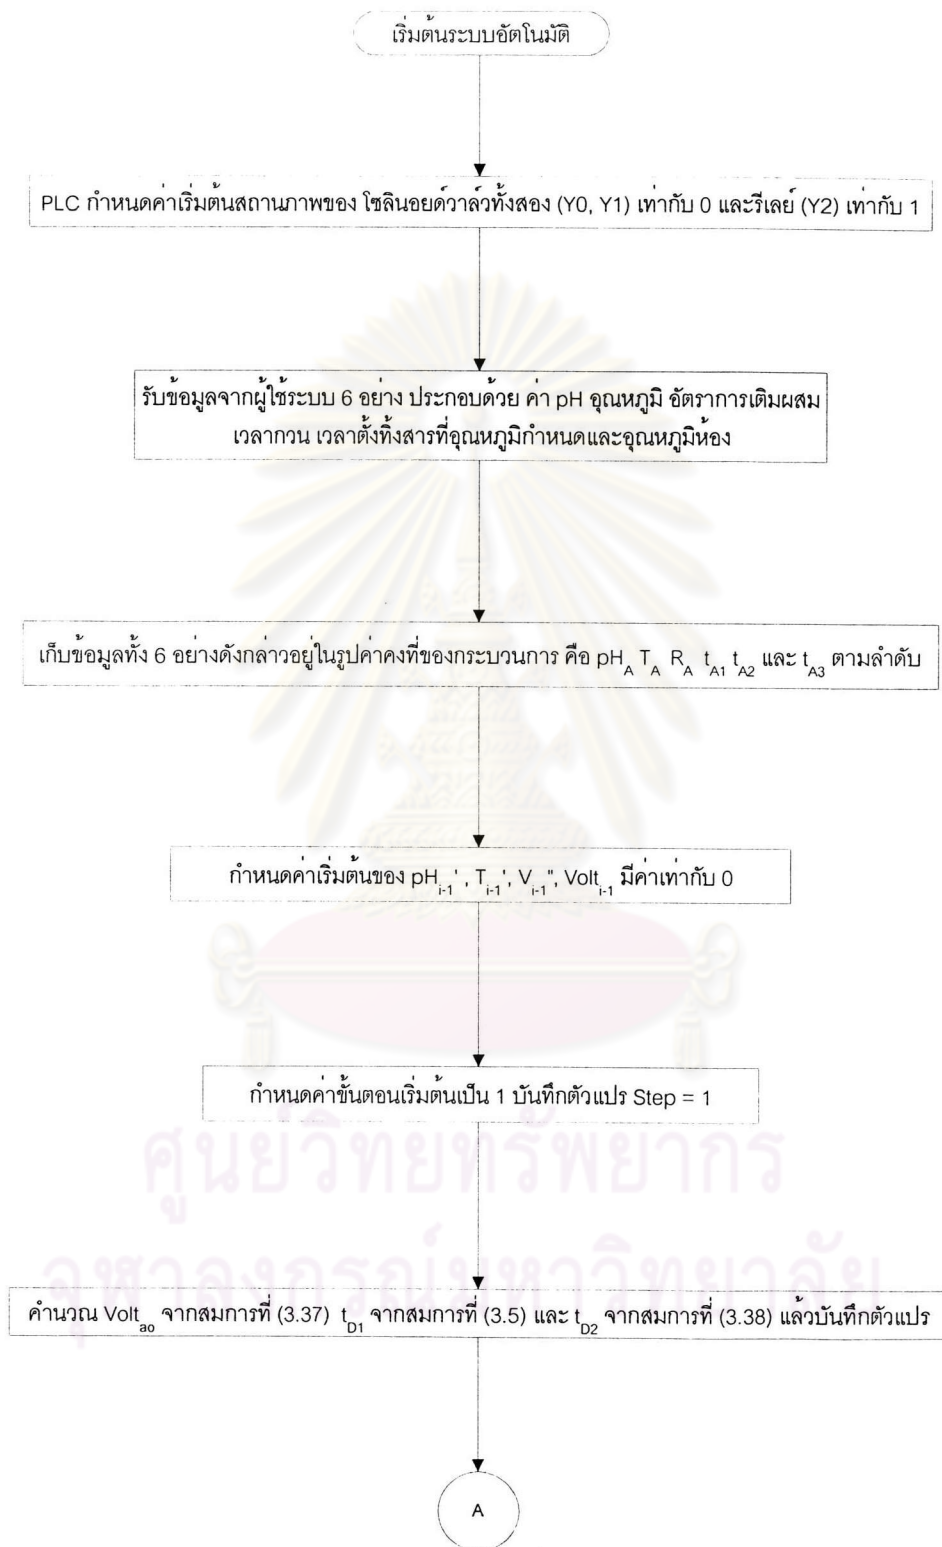 เริ่มต้นระบบอัตโนมัติ
PLC กำหนดค่าเริ่มต้นสถานภาพของ โซลินอยด์วาล์วทั้งสอง (Y0, Y1) เท่ากับ 0 และรีเลย์ (Y2) เท่ากับ 1
รับข้อมูลจากผู้ใช้ระบบ 6 อย่าง ประกอบด้วย ค่า pH อุณหภูมิ อัตราการเติมผสม
เวลากวน เวลาตั้งทิ้งสารที่อุณหภูมิกำหนดและอุณหภูมิห้อง
เก็บข้อมูลทั้ง 6 อย่างดังกล่าวอยู่ในรูปค่าคงที่ของกระบวนการ คือ pH_A T_A R_A t_A1 t_A2 และ t_A3 ตามลำดับ
กำหนดค่าเริ่มต้นของ pH_i-1' , T_i-1', V_i-1", Volt_i-1 มีค่าเท่ากับ 0
กำหนดค่าขั้นตอนเริ่มต้นเป็น 1 บันทึกตัวแปร Step = 1
ศูนย์วิทยทรัพยากร
จุฬาลงกรณ์มหาวิทยาลัย
คำนวณ Volt_ao จากสมการที่ (3.37) t_D1 จากสมการที่ (3.5) และ t_D2 จากสมการที่ (3.38) แล้วบันทึกตัวแปร
A